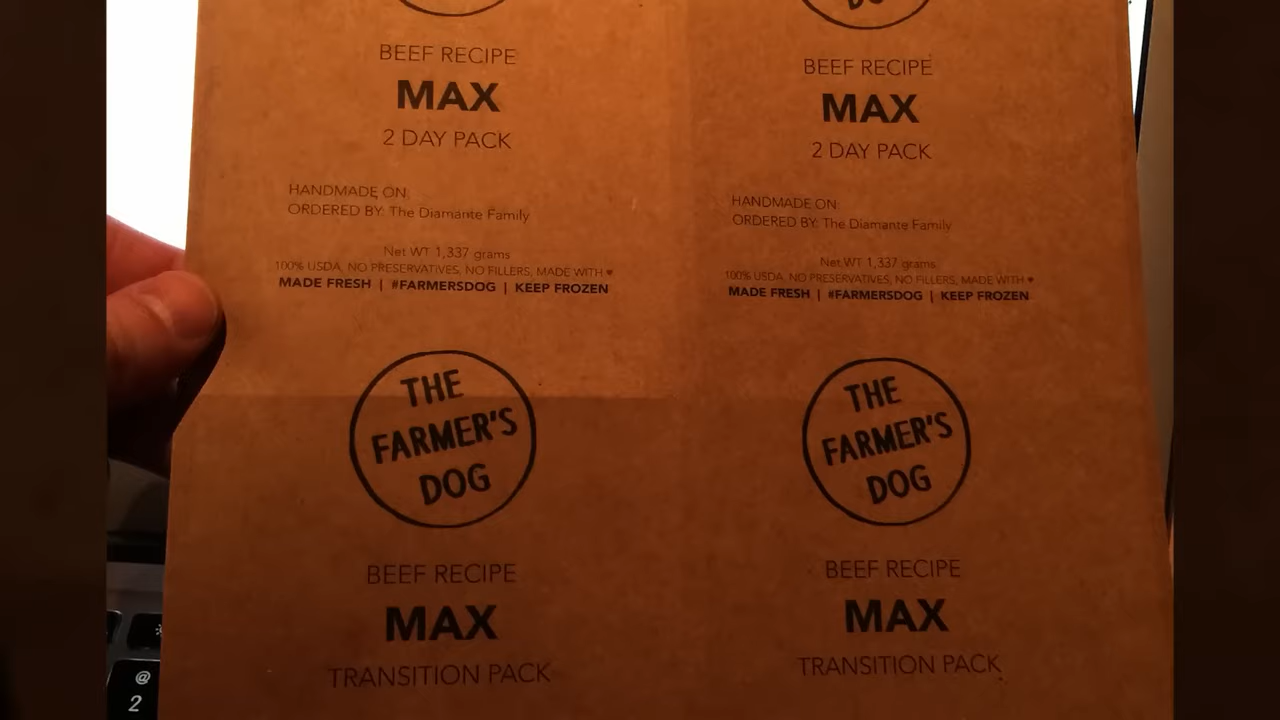 BEEF RECIPE
MAX
2 DAY PACK
HANDMADE ON:
ORDERED BY: The Diamante Family
Net WT 1,337 grams
100% USDA, NO PRESERVATIVES, NO FILLERS, MADE WITH ♥
MADE FRESH | #FARMERSDOG | KEEP FROZEN
THE
FARMER'S
DOG
BEEF RECIPE
MAX
TRANSITION PACK
DOG
BEEF RECIPE
MAX
2 DAY PACK
HANDMADE ON:
ORDERED BY: The Diamante Family
Net WT 1,337 grams
100% USDA, NO PRESERVATIVES, NO FILLERS, MADE WITH ♥
MADE FRESH | #FARMERSDOG | KEEP FROZEN
THE
FARMER'S
DOG
BEEF RECIPE
MAX
TRANSITION PACK
@
2